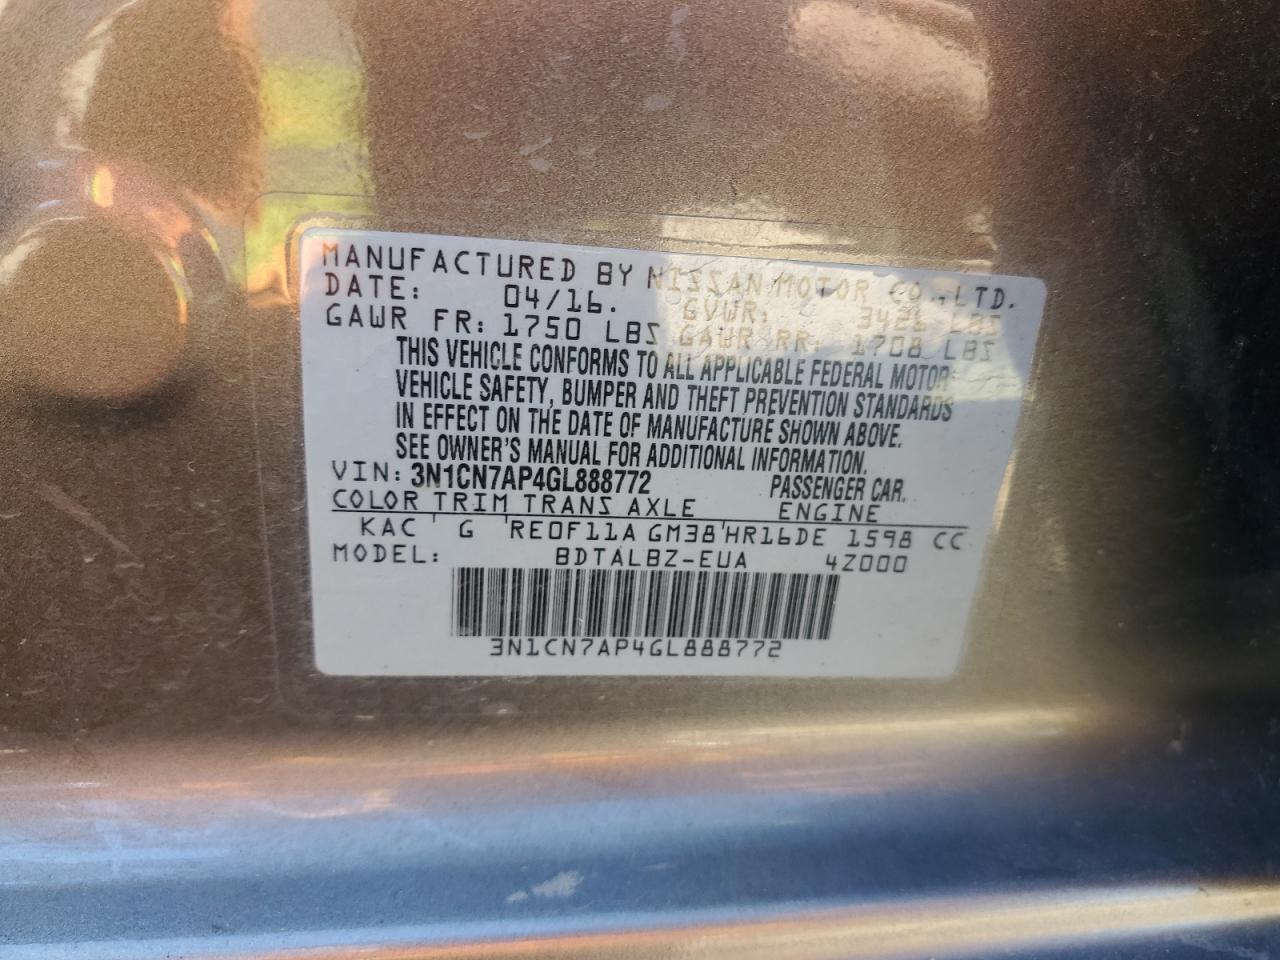 MANUFACTURED BY NISSAN MOTOR CO.,LTD.
DATE: 04/16. GVWR: 3426 LBS
GAWR FR: 1750 LBS GAWR RR: 1708 LBS
THIS VEHICLE CONFORMS TO ALL APPLICABLE FEDERAL MOTOR
VEHICLE SAFETY, BUMPER AND THEFT PREVENTION STANDARDS
IN EFFECT ON THE DATE OF MANUFACTURE SHOWN ABOVE.
SEE OWNER'S MANUAL FOR ADDITIONAL INFORMATION.
VIN: 3N1CN7AP4GL888772 PASSENGER CAR.
COLOR TRIM TRANS AXLE ENGINE
KAC G RE0F11A GM38 HR16DE 1598 CC
MODEL: BDTALBZ-EUA 4Z000
3N1CN7AP4GL888772